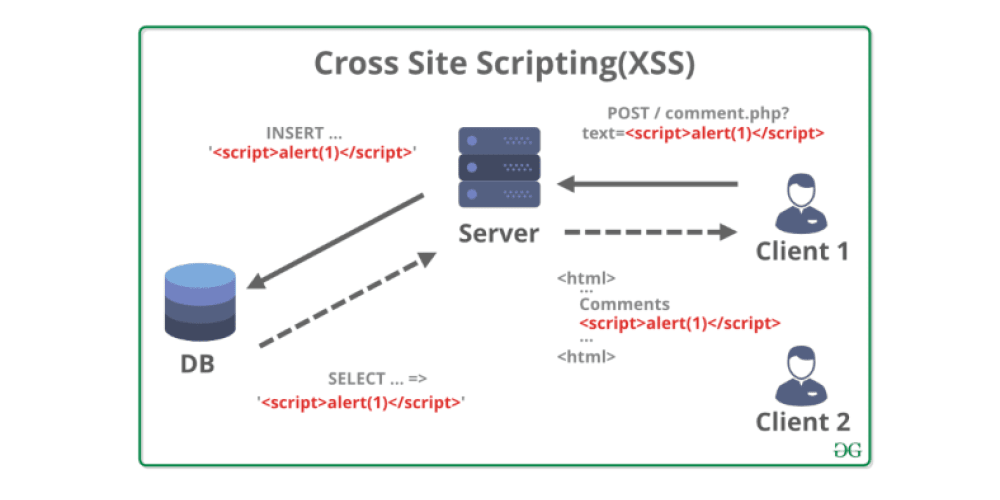 Cross Site Scripting(XSS)
POST / comment.php?
text=<script>alert(1)</script>
INSERT ...
'<script>alert(1)</script>'
Server
Client 1
<html>
...
Comments
<script>alert(1)</script>
...
<html>
DB
SELECT ... =>
'<script>alert(1)</script>'
Client 2